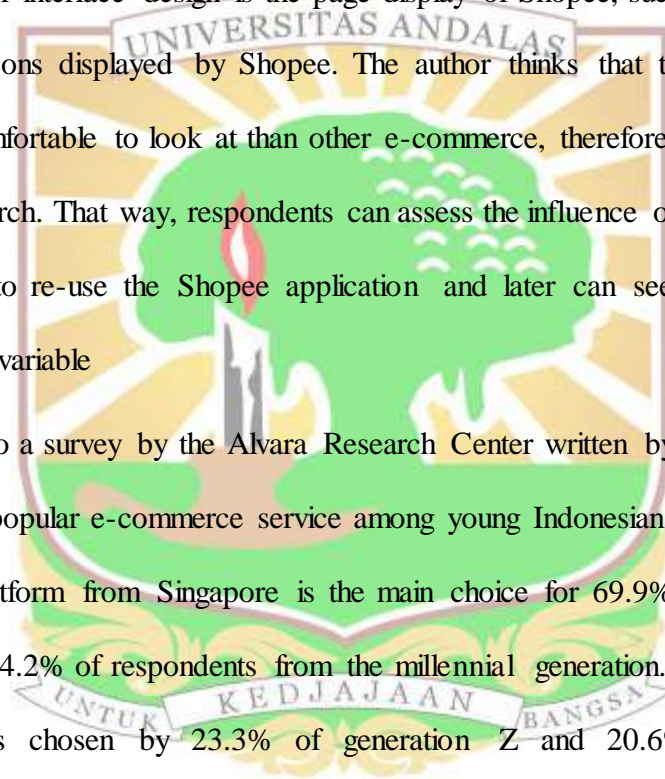 interface design is the page display of Shopee,
UNIVERSITAS ANDALAS
ons displayed by Shopee. The author thinks that t
nfortable to look at than other e-commerce, therefore
rch. That way, respondents can assess the influence o
to re-use the Shopee application and later can see
variable
o a survey by the Alvara Research Center written by
popular e-commerce service among young Indonesian
tform from Singapore is the main choice for 69.9%
4.2% of respondents from the millennial generation.
UNTUK KEDJAJAAN BANGSA
s chosen by 23.3% of generation Z and 20.6